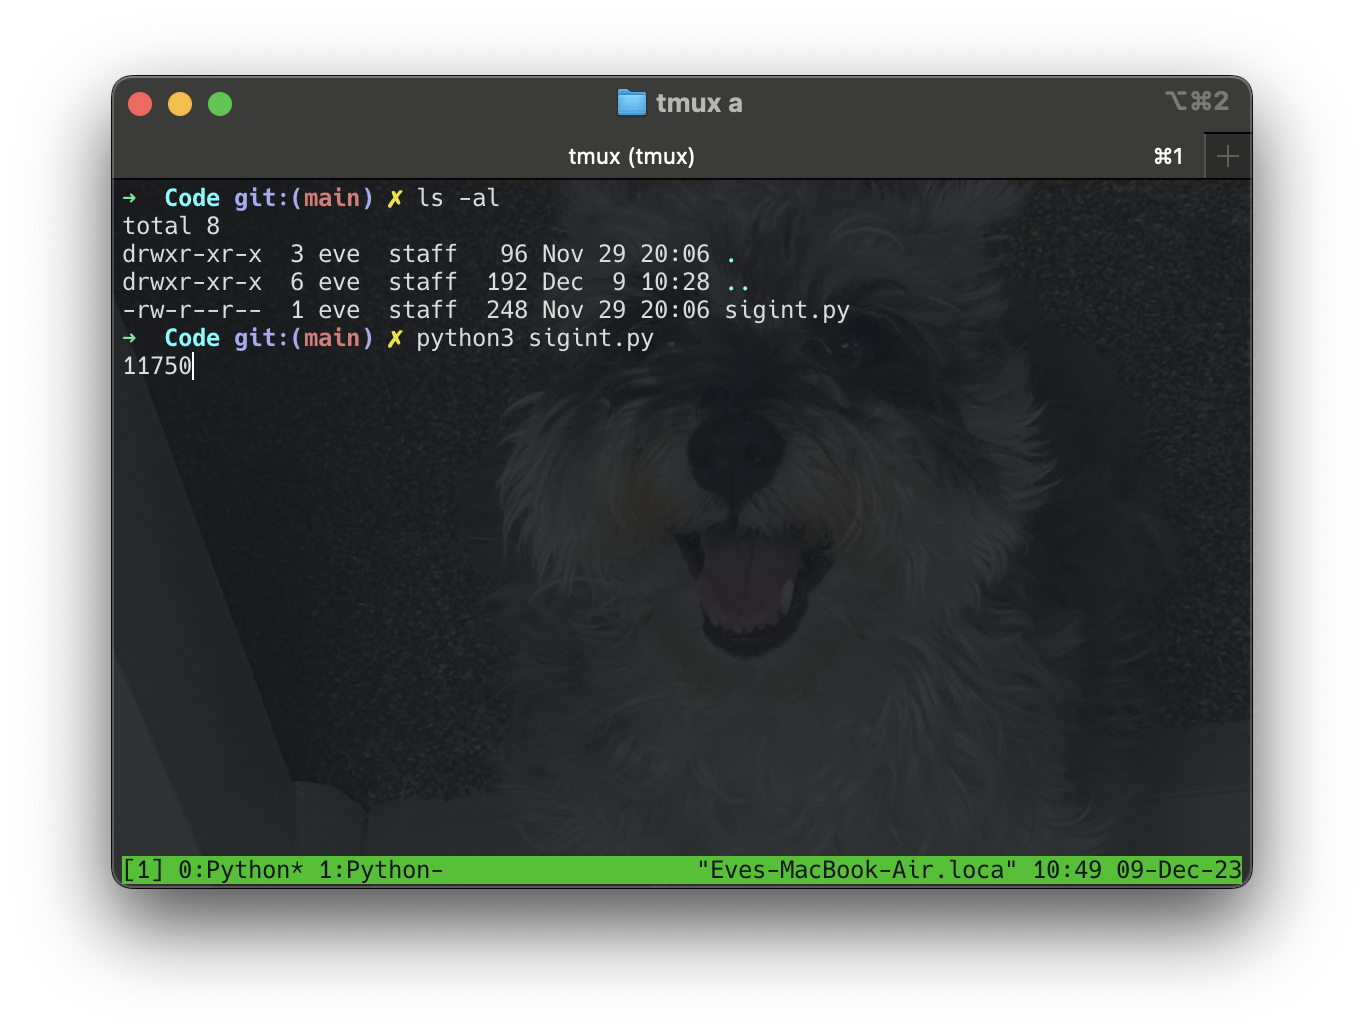 tmux a
⌥⌘2
tmux (tmux)
⌘1
➜  Code git:(main) ✗ ls -al
total 8
drwxr-xr-x  3 eve  staff   96 Nov 29 20:06 .
drwxr-xr-x  6 eve  staff  192 Dec  9 10:28 ..
-rw-r--r--  1 eve  staff  248 Nov 29 20:06 sigint.py
➜  Code git:(main) ✗ python3 sigint.py
11750
[1] 0:Python* 1:Python-  "Eves-MacBook-Air.loca" 10:49 09-Dec-23